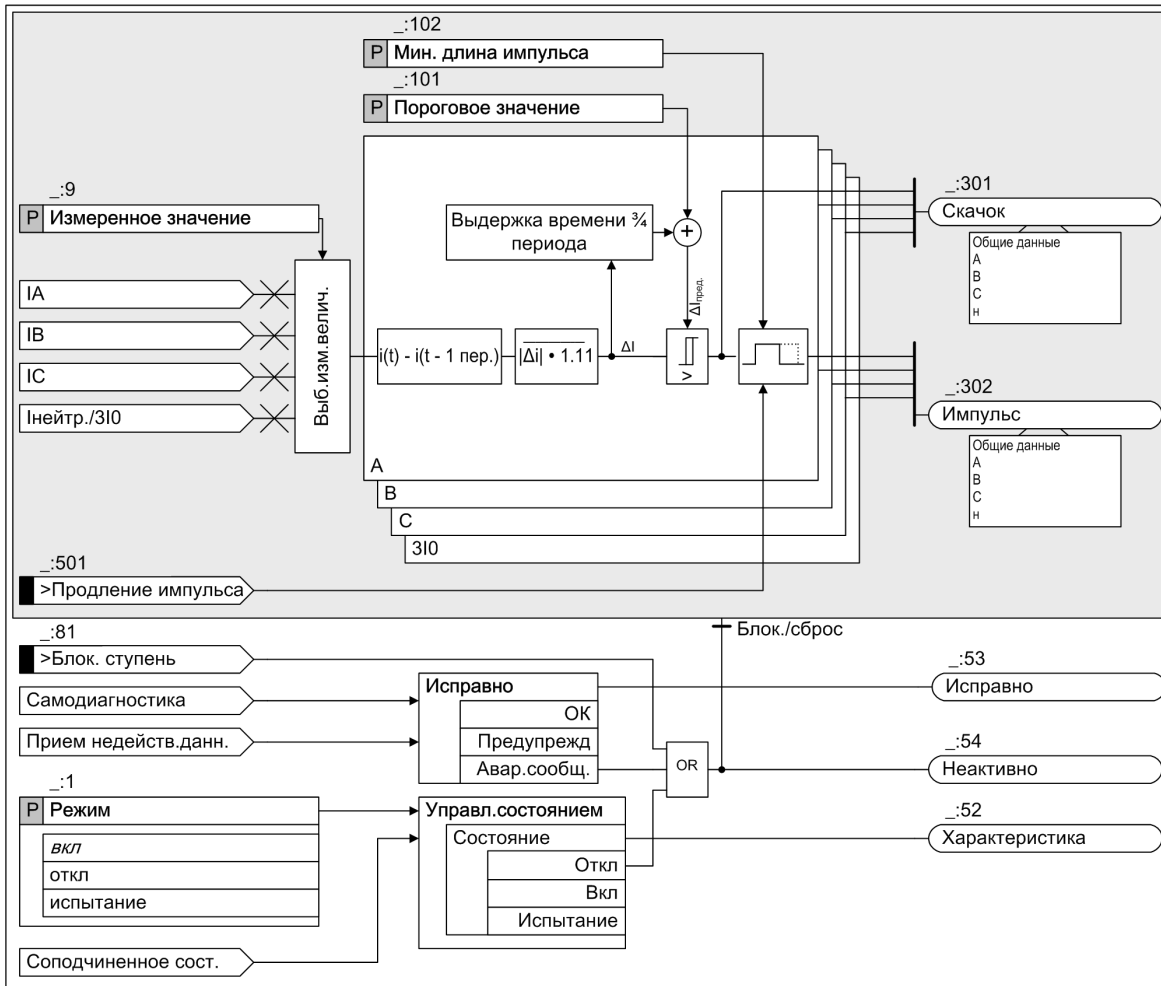 _:102
P Мин. длина импульса
_:101
P Пороговое значение
_:9
P Измеренное значение
IA
IB
IC
Iнейтр./3I0
Выб.изм.велич.
Выдержка времени ¾
периода
+
ΔIпред.
i(t) - i(t - 1 пер.)
|Δi| • 1.11
ΔI
>
A
B
C
3I0
_:301
Скачок
Общие данные
A
B
C
н
_:302
Импульс
Общие данные
A
B
C
н
_:501
>Продление импульса
Блок./сброс
_:81
>Блок. ступень
Самодиагностика
Прием недейств.данн.
Исправно
ОК
Предупрежд
Авар.сообщ.
OR
_:53
Исправно
_:54
Неактивно
_:1
P Режим
вкл
откл
испытание
Управл.состоянием
Состояние
Откл
Вкл
Испытание
_:52
Характеристика
Соподчиненное сост.